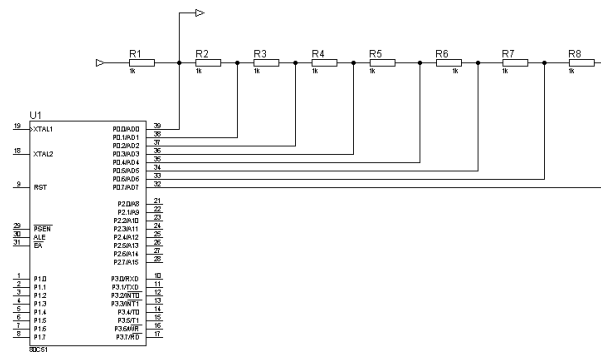 R1 R2 R3 R4 R5 R6 R7 R8
1k 1k 1k 1k 1k 1k 1k 1k
U1
19 XTAL1 P0.0/AD0 39
P0.1/AD1 38
P0.2/AD2 37
18 XTAL2 P0.3/AD3 36
P0.4/AD4 35
P0.5/AD5 34
P0.6/AD6 33
9 RST P0.7/AD7 32
P2.0/A8 21
P2.1/A9 22
P2.2/A10 23
29 PSEN P2.3/A11 24
30 ALE P2.4/A12 25
31 EA P2.5/A13 26
P2.6/A14 27
P2.7/A15 28
1 P1.0 P3.0/RXD 10
2 P1.1 P3.1/TXD 11
3 P1.2 P3.2/INT0 12
4 P1.3 P3.3/INT1 13
5 P1.4 P3.4/T0 14
6 P1.5 P3.5/T1 15
7 P1.6 P3.6/WR 16
8 P1.7 P3.7/RD 17
80C51